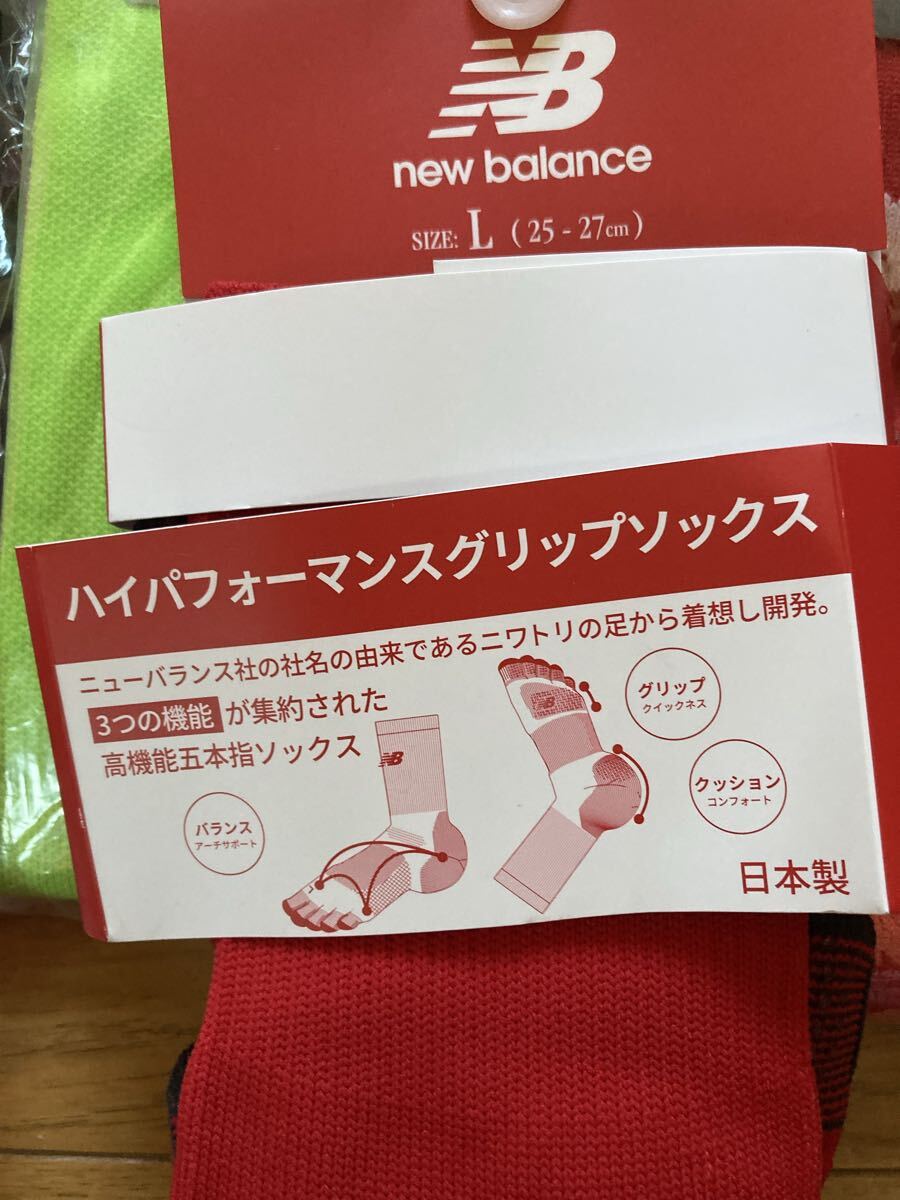 NB
new balance
SIZE: L (25 - 27cm)
ハイパフォーマンスグリップソックス
ニューバランス社の社名の由来であるニワトリの足から着想し開発。
3つの機能 が集約された
高機能五本指ソックス
NB
NB
グリップ
クイックネス
クッション
コンフォート
バランス
アーチサポート
日本製